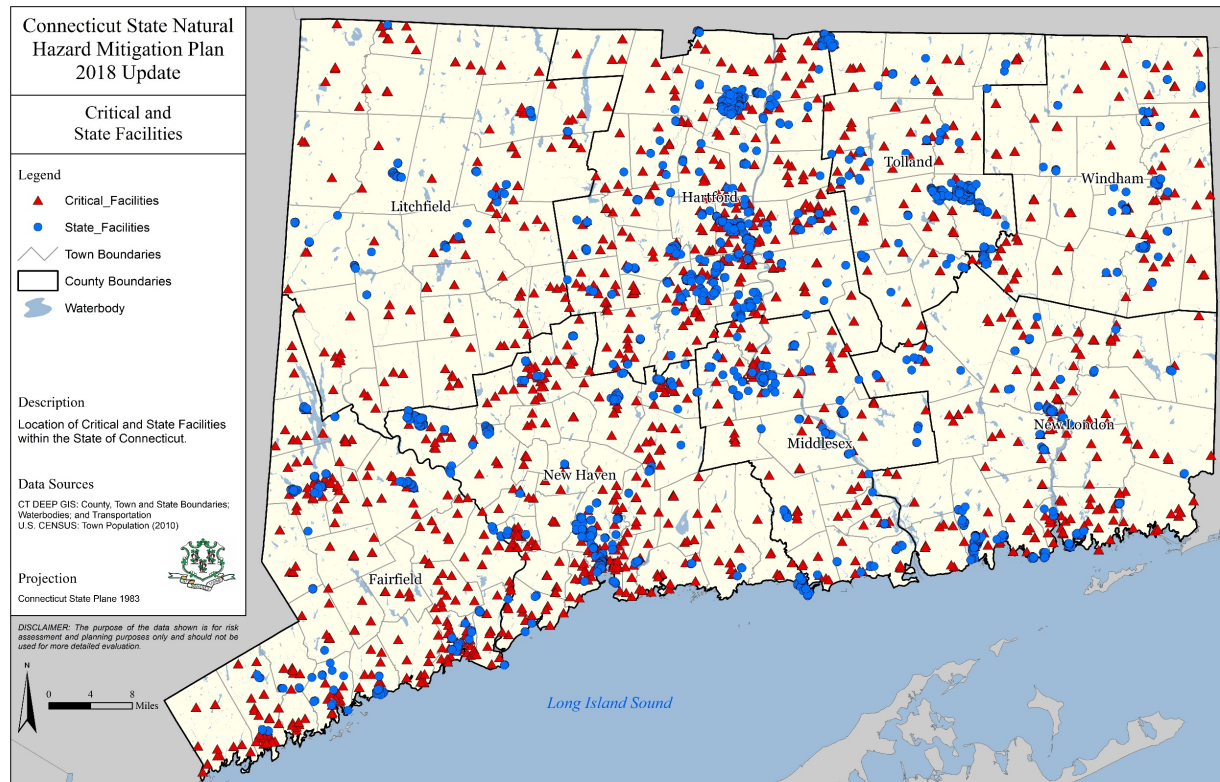 Connecticut State Natural
Hazard Mitigation Plan
2018 Update
Critical and
State Facilities
Legend
Critical_Facilities
State_Facilities
Town Boundaries
County Boundaries
Waterbody
Description
Location of Critical and State Facilities
within the State of Connecticut.
Data Sources
CT DEEP GIS: County, Town and State Boundaries;
Waterbodies; and Transportation
U.S. CENSUS: Town Population (2010)
Projection
Connecticut State Plane 1983
DISCLAIMER: The purpose of the data shown is for risk
assessment and planning purposes only and should not be
used for more detailed evaluation.
N
0 4 8
Miles
Litchfield
Hartford
Tolland
Windham
New Haven
Middlesex
New London
Fairfield
Long Island Sound